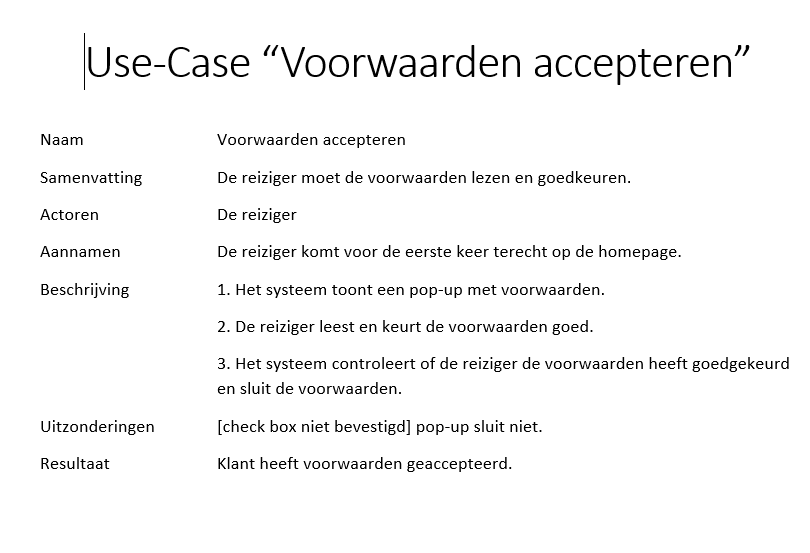 Use-Case “Voorwaarden accepteren”
Naam Voorwaarden accepteren
Samenvatting De reiziger moet de voorwaarden lezen en goedkeuren.
Actoren De reiziger
Aannamen De reiziger komt voor de eerste keer terecht op de homepage.
Beschrijving 1. Het systeem toont een pop-up met voorwaarden.
2. De reiziger leest en keurt de voorwaarden goed.
3. Het systeem controleert of de reiziger de voorwaarden heeft goedgekeurd
en sluit de voorwaarden.
Uitzonderingen [check box niet bevestigd] pop-up sluit niet.
Resultaat Klant heeft voorwaarden geaccepteerd.